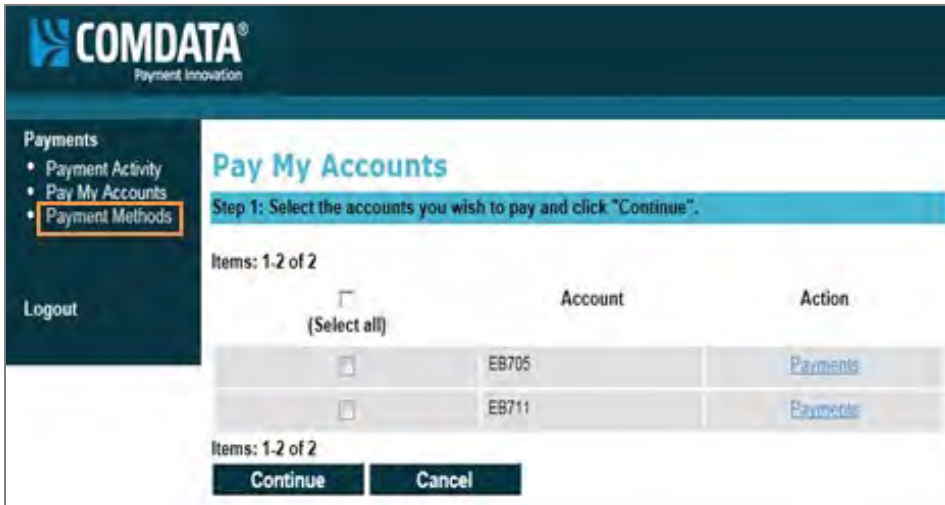 COMDATA®
Payment Innovation
Payments
• Payment Activity
• Pay My Accounts
• Payment Methods
Logout
Pay My Accounts
Step 1: Select the accounts you wish to pay and click "Continue".
Items: 1-2 of 2
(Select all) Account Action
EB705 Payments
EB711 Payments
Items: 1-2 of 2
Continue Cancel